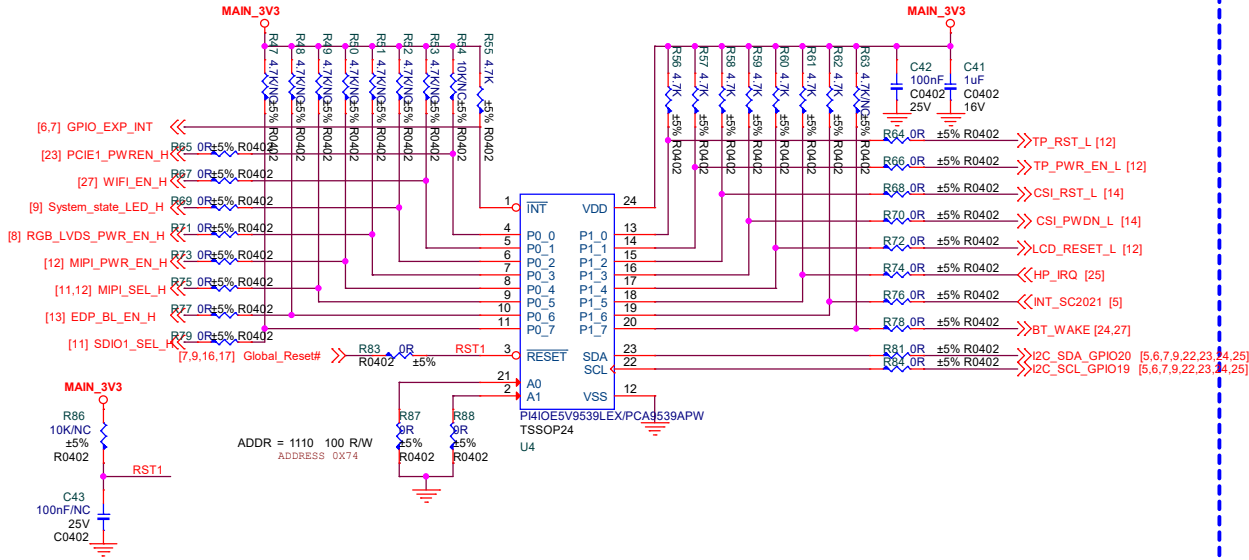 MAIN_3V3
MAIN_3V3
R47 4.7K/NC ±5% R0402
R48 4.7K/NC ±5% R0402
R49 4.7K/NC ±5% R0402
R50 4.7K/NC ±5% R0402
R51 4.7K/NC ±5% R0402
R52 4.7K/NC ±5% R0402
R53 4.7K/NC ±5% R0402
R54 10K/NC ±5% R0402
R55 4.7K ±5% R0402
R56 4.7K ±5% R0402
R57 4.7K ±5% R0402
R58 4.7K ±5% R0402
R59 4.7K ±5% R0402
R60 4.7K ±5% R0402
R61 4.7K ±5% R0402
R62 4.7K ±5% R0402
R63 4.7K/NC ±5% R0402
C42
100nF
C0402
25V
C41
1uF
C0402
16V
[6,7] GPIO_EXP_INT
[23] PCIE1_PWREN_H
R65 0R ±5% R0402
[27] WIFI_EN_H
R67 0R ±5% R0402
[9] System_state_LED_H
R69 0R ±5% R0402
[8] RGB_LVDS_PWR_EN_H
R71 0R ±5% R0402
[12] MIPI_PWR_EN_H
R73 0R ±5% R0402
[11,12] MIPI_SEL_H
R75 0R ±5% R0402
[13] EDP_BL_EN_H
R77 0R ±5% R0402
[11] SDIO1_SEL_H
R79 0R ±5% R0402
[7,9,16,17] Global_Reset#
R83 0R
R0402 ±5%
RST1
1 INT VDD 24
4 P0_0 P1_0 13
5 P0_1 P1_1 14
6 P0_2 P1_2 15
7 P0_3 P1_3 16
8 P0_4 P1_4 17
9 P0_5 P1_5 18
10 P0_6 P1_6 19
11 P0_7 P1_7 20
3 RESET SDA 23
SCL 22
21 A0
2 A1 VSS 12
PI4IOE5V9539LEX/PCA9539APW
TSSOP24
U4
R64 0R ±5% R0402 TP_RST_L [12]
R66 0R ±5% R0402 TP_PWR_EN_L [12]
R68 0R ±5% R0402 CSI_RST_L [14]
R70 0R ±5% R0402 CSI_PWDN_L [14]
R72 0R ±5% R0402 LCD_RESET_L [12]
R74 0R ±5% R0402 HP_IRQ [25]
R76 0R ±5% R0402 INT_SC2021 [5]
R78 0R ±5% R0402 BT_WAKE [24,27]
R81 0R ±5% R0402 I2C_SDA_GPIO20 [5,6,7,9,22,23,24,25]
R84 0R ±5% R0402 I2C_SCL_GPIO19 [5,6,7,9,22,23,24,25]
R87
0R
±5%
R0402
R88
0R
±5%
R0402
ADDR = 1110 100 R/W
ADDRESS 0X74
MAIN_3V3
R86
10K/NC
±5%
R0402
RST1
C43
100nF/NC
25V
C0402